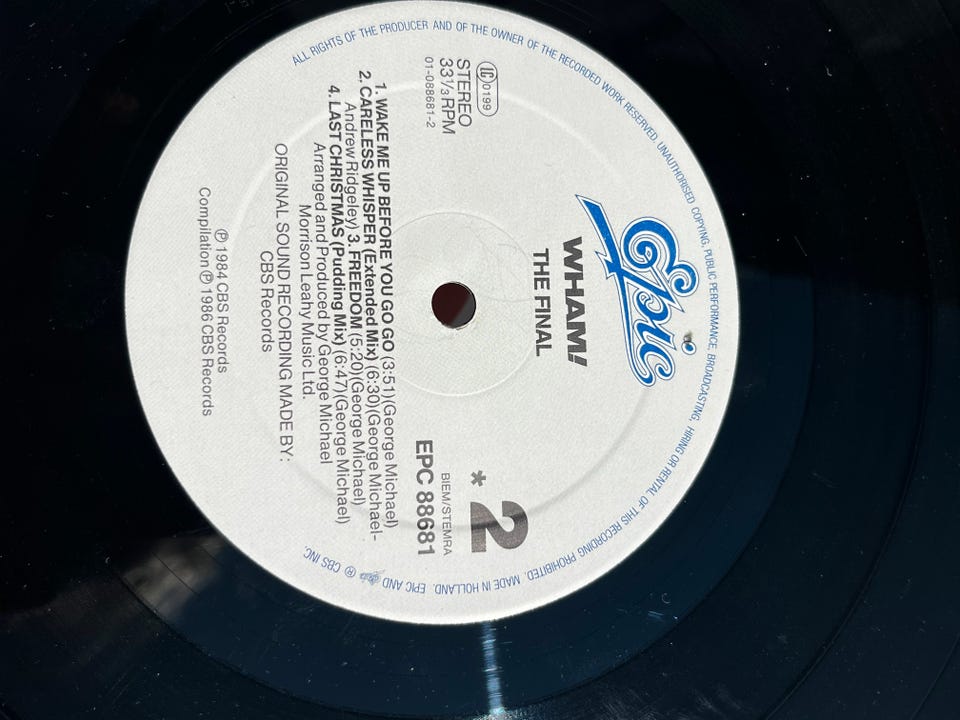 ALL RIGHTS OF THE PRODUCER AND OF THE OWNER OF THE RECORDED WORK RESERVED. UNAUTHORISED COPYING, PUBLIC PERFORMANCE, BROADCASTING, HIRING OR RENTAL OF THIS RECORDING PROHIBITED. MADE IN HOLLAND. EPIC AND ® CBS INC.
Epic
WHAM!
THE FINAL
LC 0199
STEREO
33 1/3 RPM
01-088681-2
*2
BIEM/STEMRA
EPC 88681
1. WAKE ME UP BEFORE YOU GO GO (3:51)(George Michael)
2. CARELESS WHISPER (Extended Mix) (6:30)(George Michael-
Andrew Ridgeley) 3. FREEDOM (5:20)(George Michael)
4. LAST CHRISTMAS (Pudding Mix) (6:47)(George Michael)
Arranged and Produced by George Michael
Morrison Leahy Music Ltd.
ORIGINAL SOUND RECORDING MADE BY:
CBS Records
℗ 1984 CBS Records
Compilation ℗ 1986 CBS Records